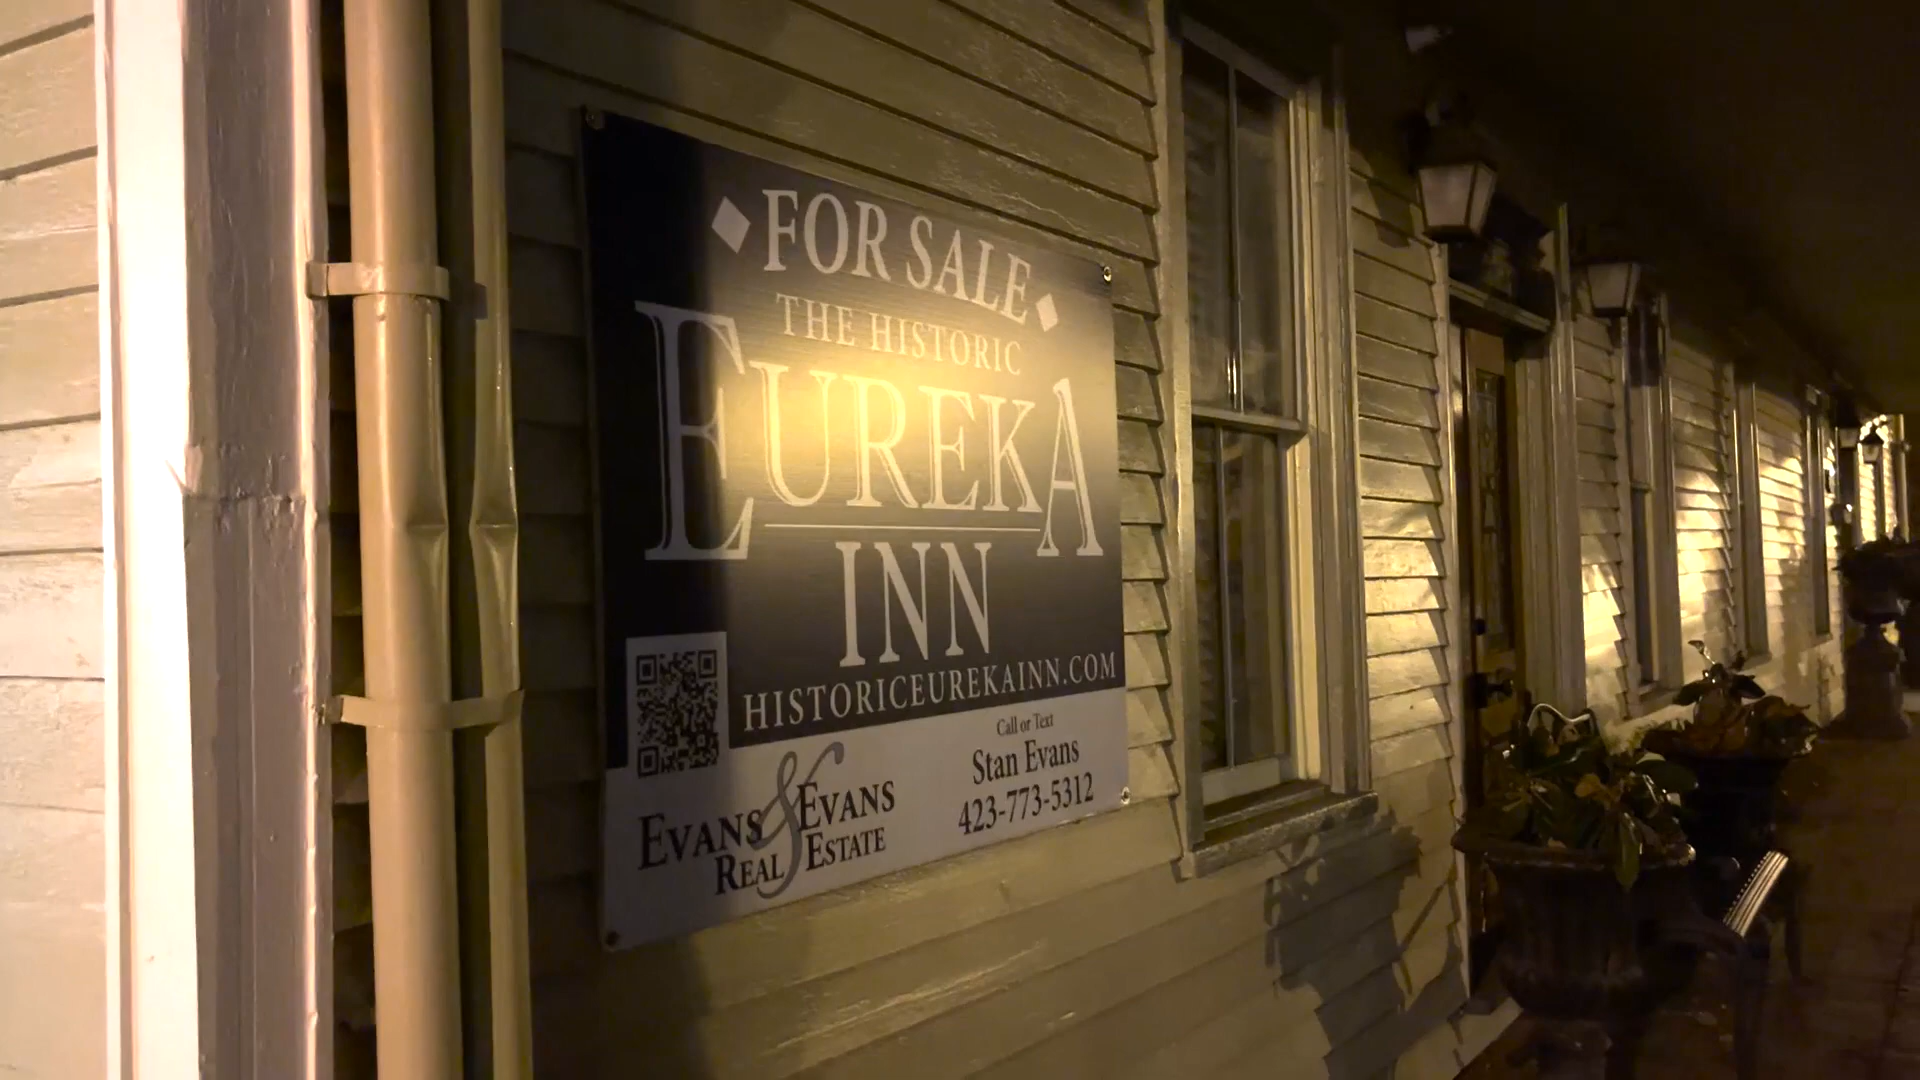 FOR SALE
THE HISTORIC
EUREKA
INN
HISTORICEUREKAINN.COM
EVANS & EVANS
REAL ESTATE
Call or Text
Stan Evans
423-773-5312